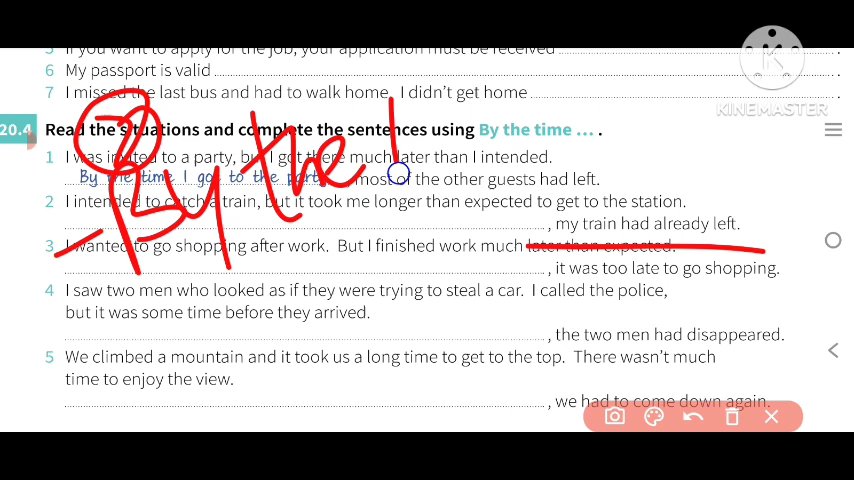 5 If you want to apply for the job, your application must be received .
6 My passport is valid .
7 I missed the last bus and had to walk home. I didn't get home .
KINEMASTER
20.4 Read the situations and complete the sentences using By the time ... .
1 I was invited to a party, but I got there much later than I intended.
By the time I got to the party most of the other guests had left.
2 I intended to catch a train, but it took me longer than expected to get to the station.
, my train had already left.
3 I wanted to go shopping after work. But I finished work much later than expected.
, it was too late to go shopping.
4 I saw two men who looked as if they were trying to steal a car. I called the police,
but it was some time before they arrived.
, the two men had disappeared.
5 We climbed a mountain and it took us a long time to get to the top. There wasn't much
time to enjoy the view.
, we had to come down again.
By the